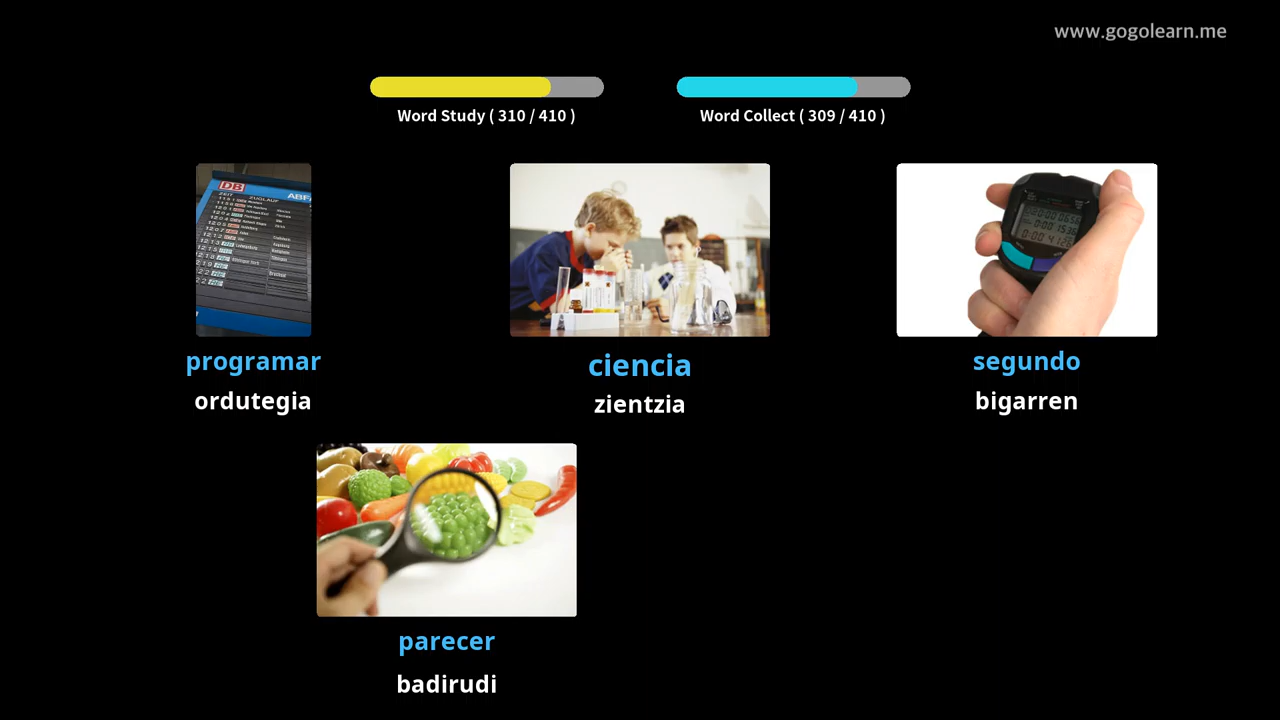 www.gogolearn.me
Word Study ( 310 / 410 )
Word Collect ( 309 / 410 )
DB
programar
ordutegia
ciencia
zientzia
segundo
bigarren
parecer
badirudi